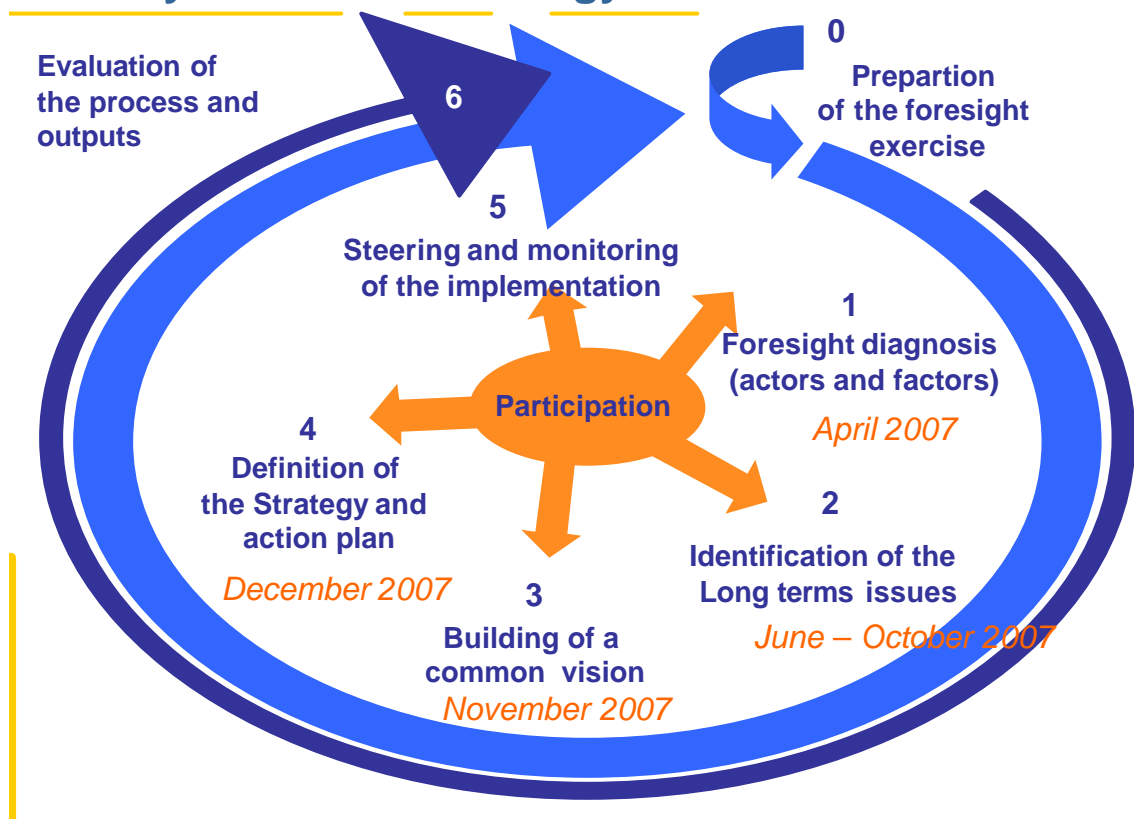 0
Prepartion
of the foresight
exercise
1
Foresight diagnosis
(actors and factors)
April 2007
2
Identification of the
Long terms issues
June – October 2007
3
Building of a
common vision
November 2007
4
Definition of
the Strategy and
action plan
December 2007
5
Steering and monitoring
of the implementation
6
Evaluation of
the process and
outputs
Participation